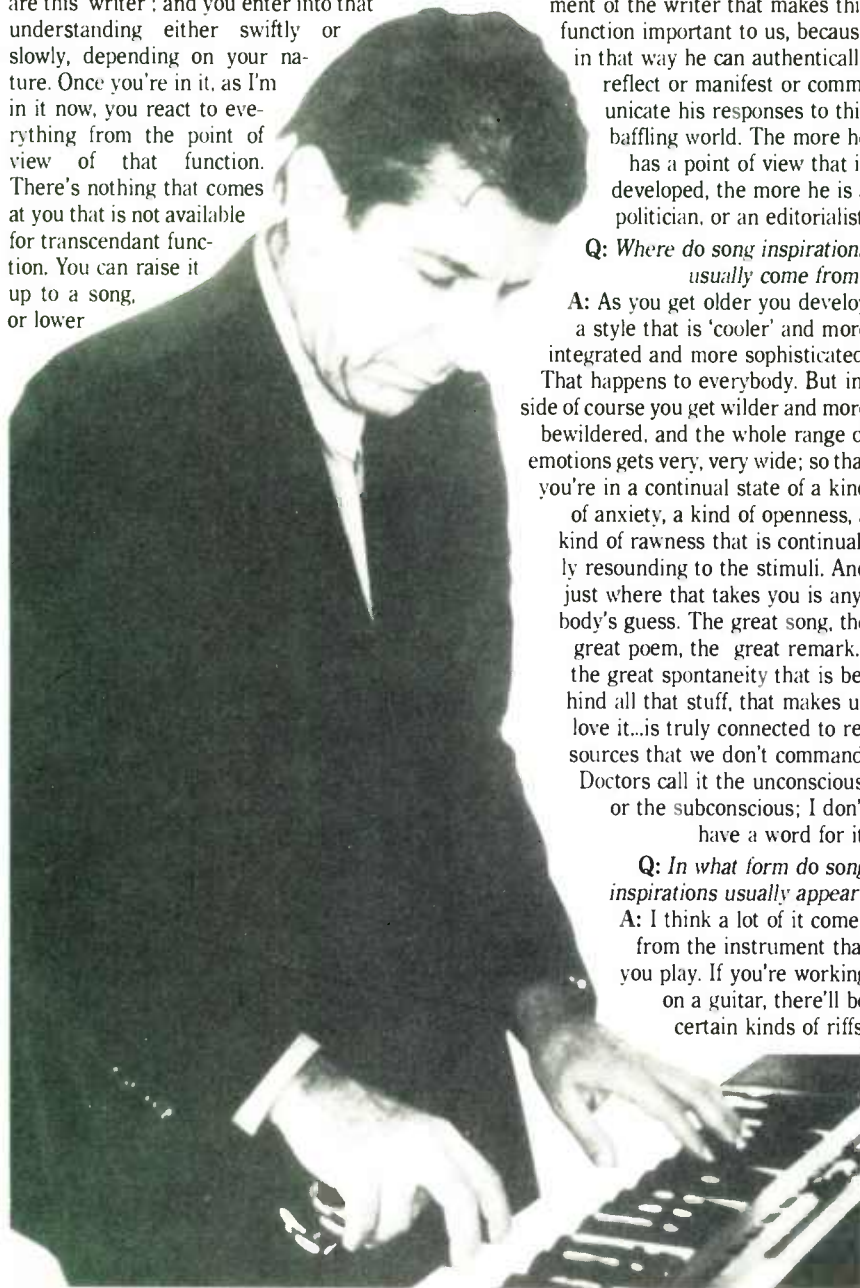 are this 'writer'; and you enter into that
understanding either swiftly or
slowly, depending on your na-
ture. Once you're in it, as I'm
in it now, you react to eve-
rything from the point of
view of that function.
There's nothing that comes
at you that is not available
for transcendant func-
tion. You can raise it
up to a song,
or lower
ment of the writer that makes thi
function important to us, becaus
in that way he can authenticall
reflect or manifest or comm
unicate his responses to thi
baffling world. The more he
has a point of view that i
developed, the more he is
politician, or an editorialist
Q: Where do song inspiration
usually come from
A: As you get older you develo
a style that is 'cooler' and more
integrated and more sophisticated
That happens to everybody. But in
side of course you get wilder and more
bewildered, and the whole range o
emotions gets very, very wide; so tha
you're in a continual state of a kind
of anxiety, a kind of openness,
kind of rawness that is continual
ly resounding to the stimuli. And
just where that takes you is any
body's guess. The great song, the
great poem, the great remark.
the great spontaneity that is be
hind all that stuff, that makes u
love it...is truly connected to re
sources that we don't command
Doctors call it the unconscious
or the subconscious; I don'
have a word for it
Q: In what form do song
inspirations usually appear
A: I think a lot of it come
from the instrument tha
you play. If you're working
on a guitar, there'll be
certain kinds of riffs